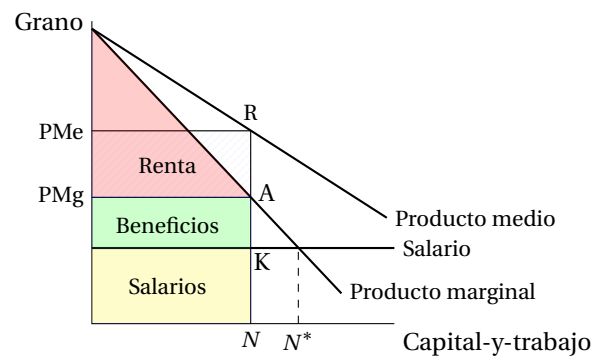 Grano
R
PMe
Renta
PMg
A
Beneficios
Producto medio
Salario
K
Salarios
Producto marginal
N
N*
Capital-y-trabajo